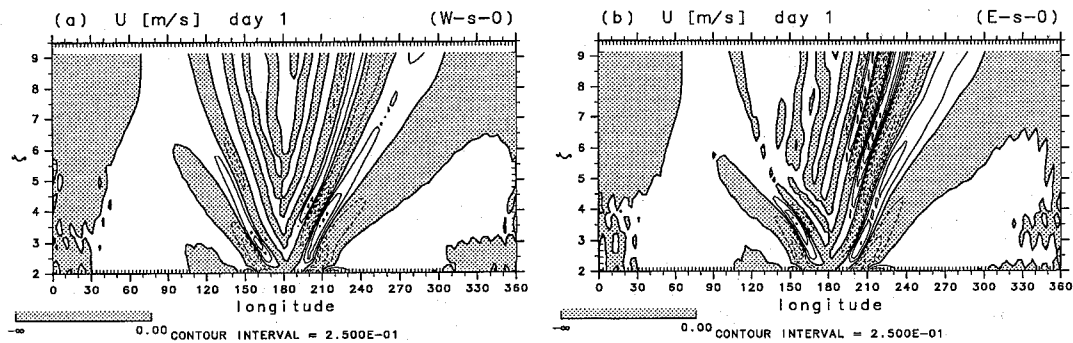 (a) U [m/s] day 1 (W-s-0)
9
8
7
6
5
4
3
2
ζ
0 30 60 90 120 150 180 210 240 270 300 330 360
longitude
-∞ 0.00
CONTOUR INTERVAL = 2.500E-01
(b) U [m/s] day 1 (E-s-0)
9
8
7
6
5
4
3
2
ζ
0 30 60 90 120 150 180 210 240 270 300 330 360
longitude
-∞ 0.00
CONTOUR INTERVAL = 2.500E-01